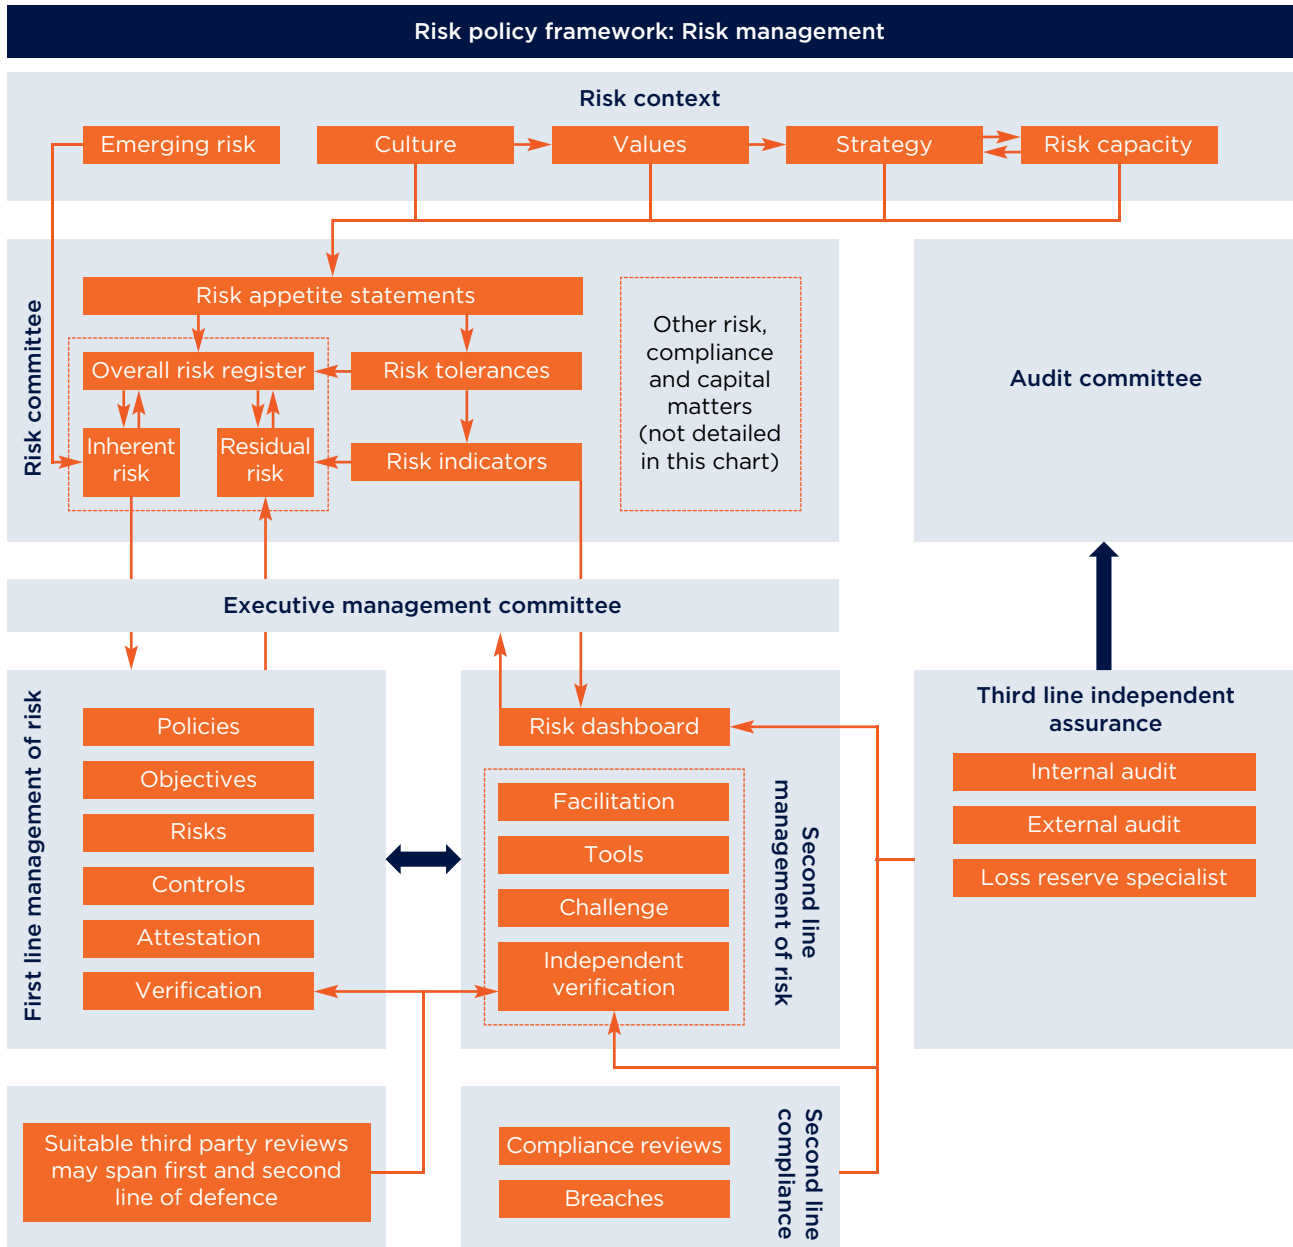 Risk policy framework: Risk management
Risk context
Emerging risk
Culture
Values
Strategy
Risk capacity
Risk committee
Risk appetite statements
Overall risk register
Risk tolerances
Inherent
risk
Residual
risk
Risk indicators
Other risk,
compliance
and capital
matters
(not detailed
in this chart)
Audit committee
Executive management committee
First line management of risk
Policies
Objectives
Risks
Controls
Attestation
Verification
Risk dashboard
Facilitation
Tools
Challenge
Independent
verification
Second line
management of risk
Third line independent
assurance
Internal audit
External audit
Loss reserve specialist
Suitable third party reviews
may span first and second
line of defence
Compliance reviews
Breaches
Second line
compliance